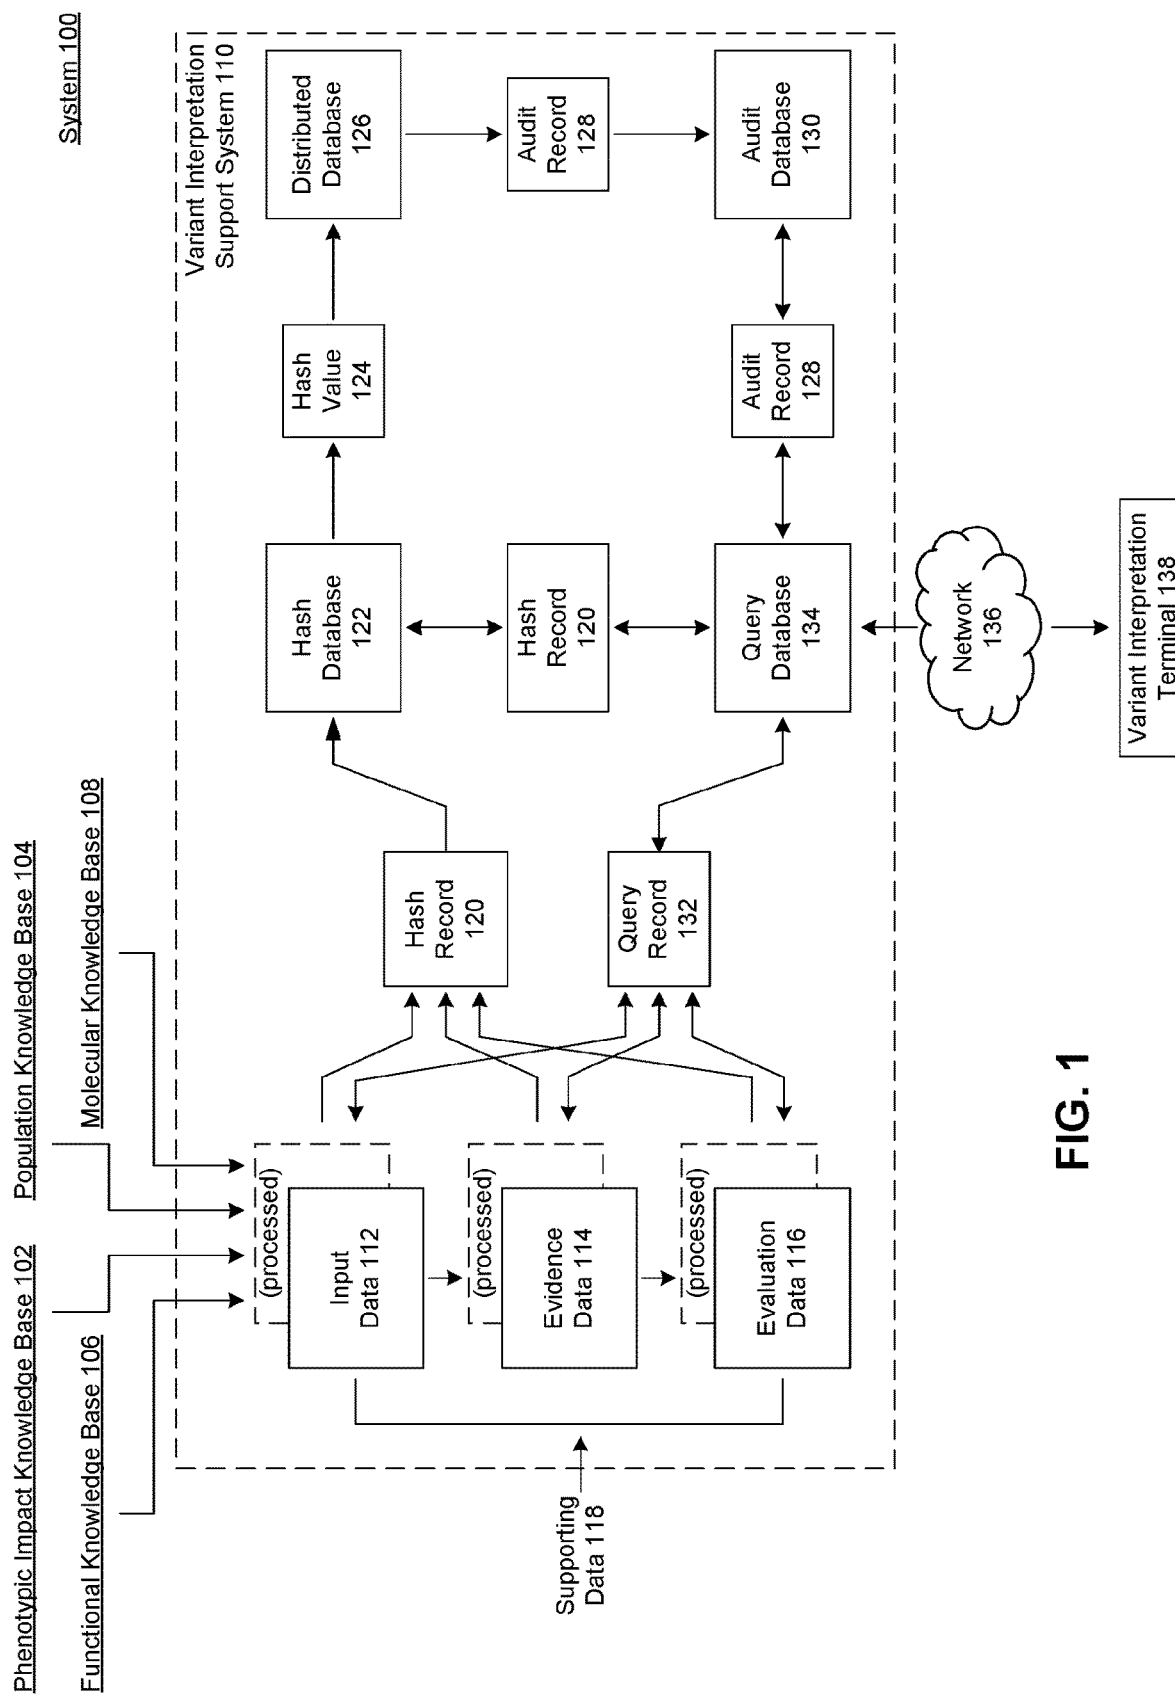 System 100
Phenotypic Impact Knowledge Base 102
Population Knowledge Base 104
Functional Knowledge Base 106
Molecular Knowledge Base 108
Variant Interpretation
Support System 110
(processed)
Input
Data 112
(processed)
Evidence
Data 114
(processed)
Evaluation
Data 116
Supporting
Data 118
Hash
Record
120
Query
Record
132
Hash
Database
122
Hash
Record
120
Query
Database
134
Hash
Value
124
Audit
Record
128
Distributed
Database
126
Audit
Record
128
Audit
Database
130
Network
136
Variant Interpretation
Terminal 138
FIG. 1